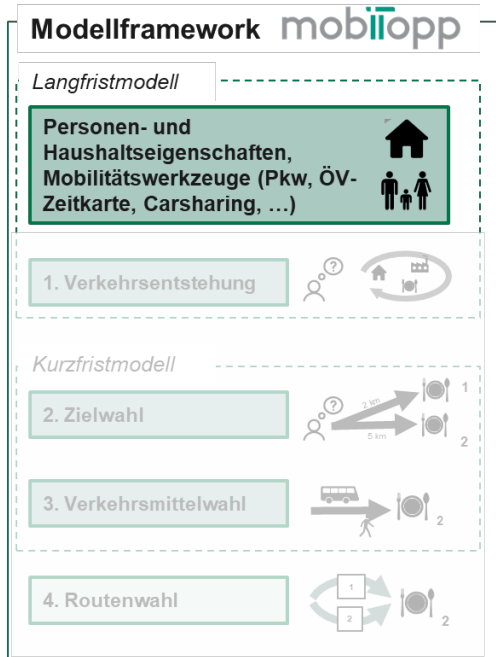 Modellframework mobiTopp
Langfristmodell
Personen- und
Haushaltseigenschaften,
Mobilitätswerkzeuge (Pkw, ÖV-
Zeitkarte, Carsharing, …)
1. Verkehrsentstehung
?
Kurzfristmodell
2. Zielwahl
?
2 km
1
5 km
2
3. Verkehrsmittelwahl
2
4. Routenwahl
1
2
2